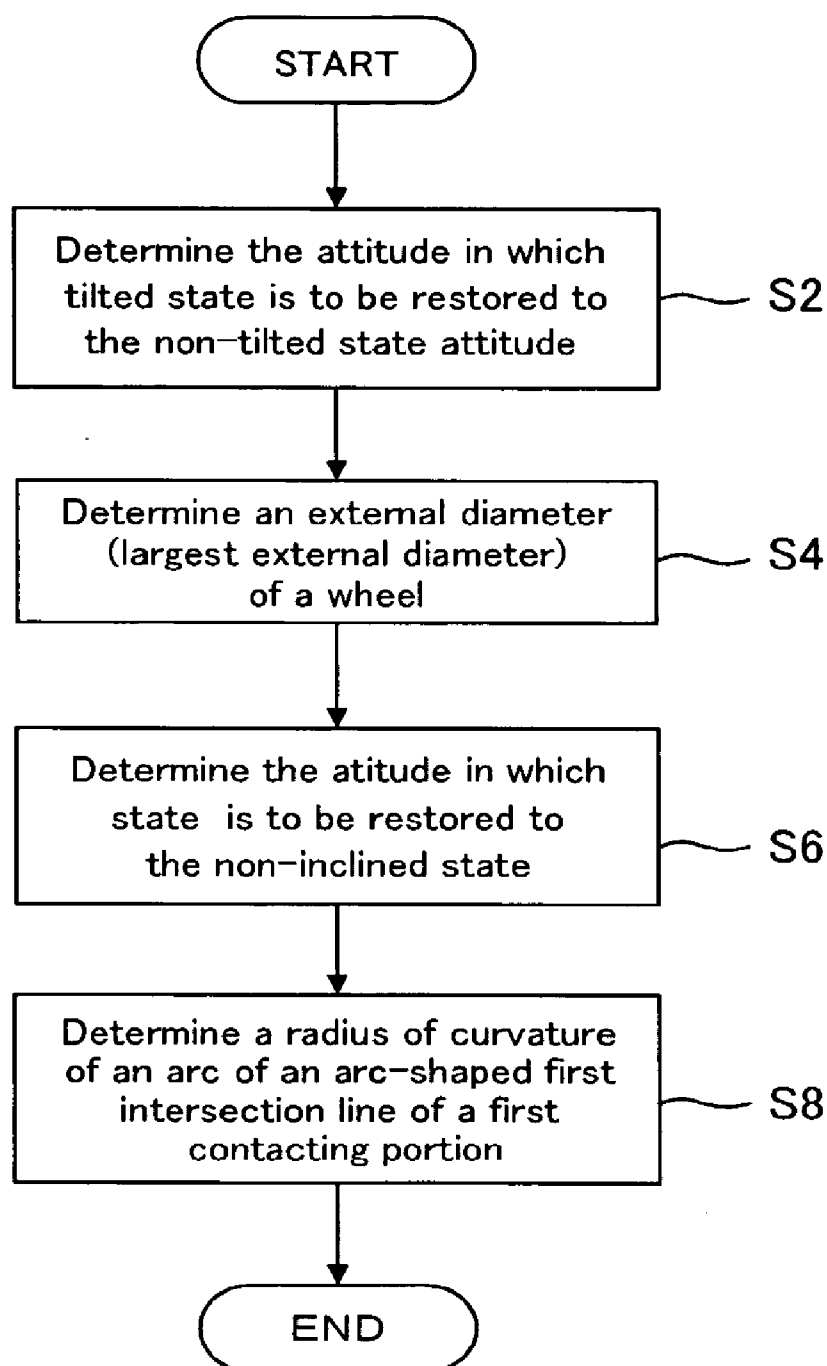 START
Determine the attitude in which
tilted state is to be restored to
the non-tilted state attitude
S2
Determine an external diameter
(largest external diameter)
of a wheel
S4
Determine the atitude in which
state is to be restored to
the non-inclined state
S6
Determine a radius of curvature
of an arc of an arc-shaped first
intersection line of a first
contacting portion
S8
END